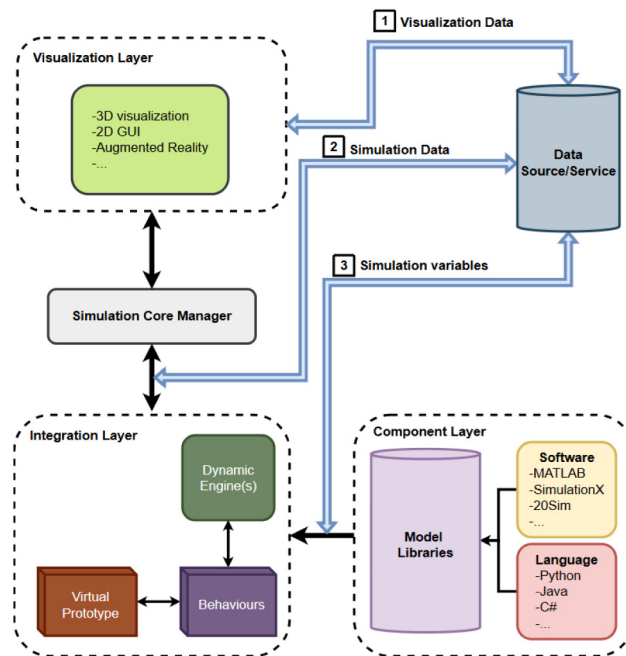 1 Visualization Data
Visualization Layer
-3D visualization
-2D GUI
-Augmented Reality
-...
2 Simulation Data
Data
Source/Service
3 Simulation variables
Simulation Core Manager
Integration Layer
Dynamic
Engine(s)
Virtual
Prototype
Behaviours
Component Layer
Model
Libraries
Software
-MATLAB
-SimulationX
-20Sim
-...
Language
-Python
-Java
-C#
-...